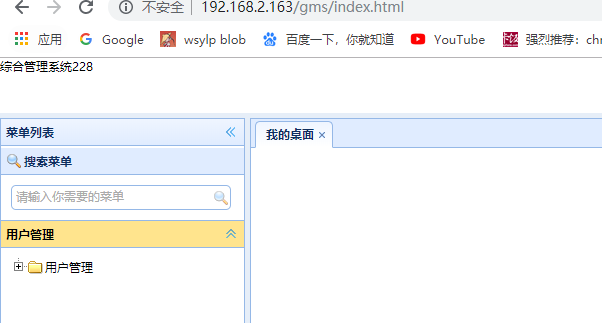 不安全 | 192.168.2.163/gms/index.html
应用 Google wsylp blob 百度一下，你就知道 YouTube 强烈推荐：chr
综合管理系统228
菜单列表
我的桌面
搜索菜单
请输入你需要的菜单
用户管理
用户管理